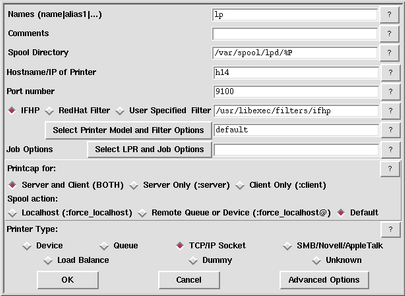 Names (name|alias1|...) lp ?
Comments ?
Spool Directory /var/spool/lpd/%P ?
Hostname/IP of Printer h14 ?
Port number 9100 ?
IFHP RedHat Filter User Specified Filter /usr/libexec/filters/ifhp ?
Select Printer Model and Filter Options default ?
Job Options Select LPR and Job Options ?
Printcap for: ?
Server and Client (BOTH) Server Only (:server) Client Only (:client)
Spool action: ?
Localhost (:force_localhost) Remote Queue or Device (:force_localhost@) Default
Printer Type: ?
Device Queue TCP/IP Socket SMB/Novell/AppleTalk
Load Balance Dummy Unknown
OK Cancel Advanced Options